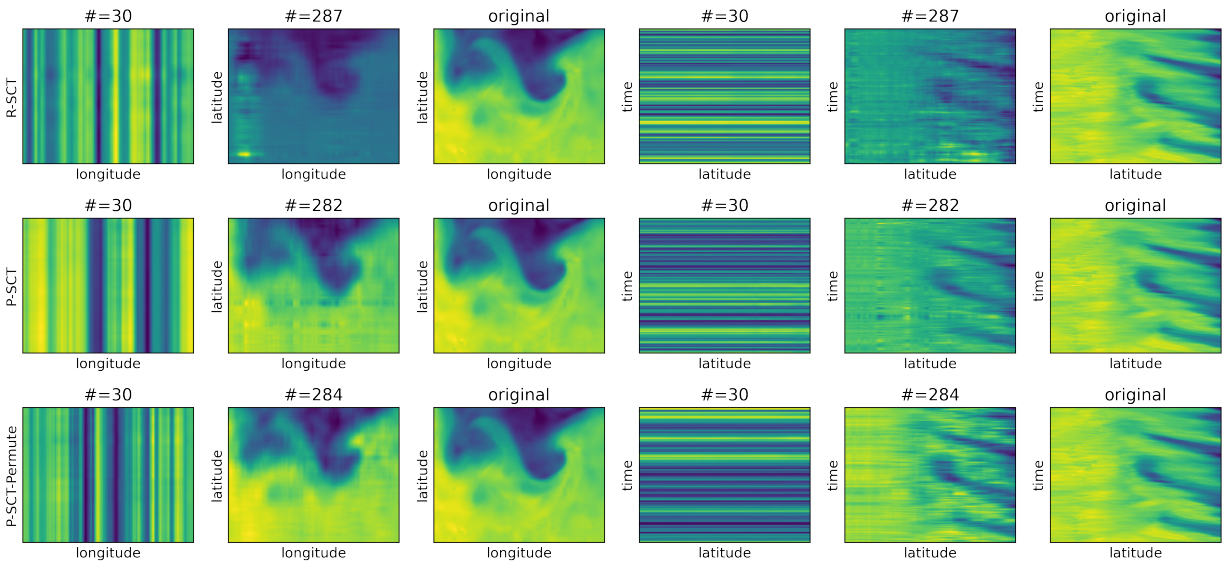 #=30 #=287 original #=30 #=287 original
R-SCT latitude latitude time time time
longitude longitude longitude latitude latitude latitude
#=30 #=282 original #=30 #=282 original
P-SCT latitude latitude time time time
longitude longitude longitude latitude latitude latitude
#=30 #=284 original #=30 #=284 original
P-SCT-Permute latitude latitude time time time
longitude longitude longitude latitude latitude latitude